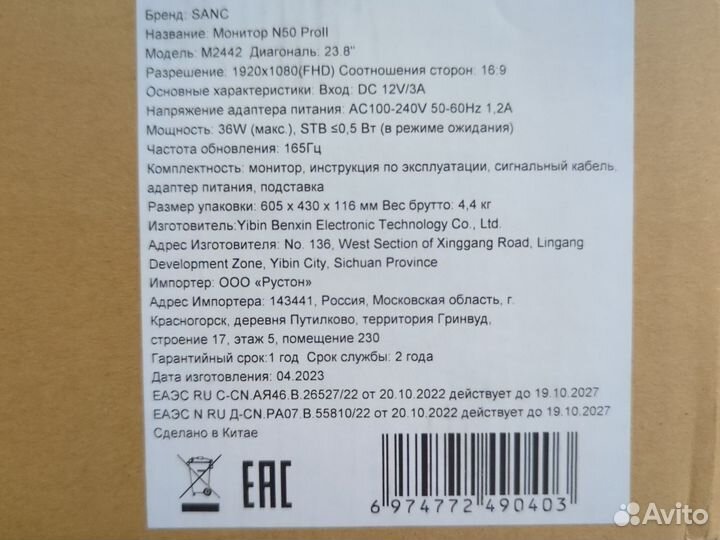 Бренд: SANC
Название: Монитор N50 ProII
Модель: M2442 Диагональ: 23.8"
Разрешение: 1920x1080(FHD) Соотношения сторон: 16:9
Основные характеристики: Вход: DC 12V/3A
Напряжение адаптера питания: AC100-240V 50-60Hz 1,2A
Мощность: 36W (макс.), STB ≤0,5 Вт (в режиме ожидания)
Частота обновления: 165Гц
Комплектность: монитор, инструкция по эксплуатации, сигнальный кабель,
адаптер питания, подставка
Размер упаковки: 605 x 430 x 116 мм Вес брутто: 4,4 кг
Изготовитель:Yibin Benxin Electronic Technology Co., Ltd.
Адрес Изготовителя: No. 136, West Section of Xinggang Road, Lingang
Development Zone, Yibin City, Sichuan Province
Импортер: ООО «Рустон»
Адрес Импортера: 143441, Россия, Московская область, г.
Красногорск, деревня Путилково, территория Гринвуд,
строение 17, этаж 5, помещение 230
Гарантийный срок:1 год Срок службы: 2 года
Дата изготовления: 04.2023
ЕАЭС RU C-CN.АЯ46.В.26527/22 от 20.10.2022 действует до 19.10.2027
ЕАЭС N RU Д-CN.РА07.В.55810/22 от 20.10.2022 действует до 19.10.2027
Сделано в Китае
EAC
6 974772 490403
Avito